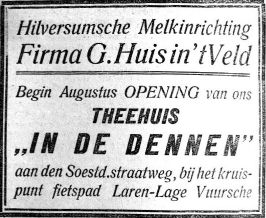 Hilversumsche Melkinrichting
Firma G. Huis in 't Veld
Begin Augustus OPENING van ons
THEEHUIS
„IN DE DENNEN”
aan den Soestd.straatweg, bij het kruis-
punt fietspad Laren-Lage Vuursche